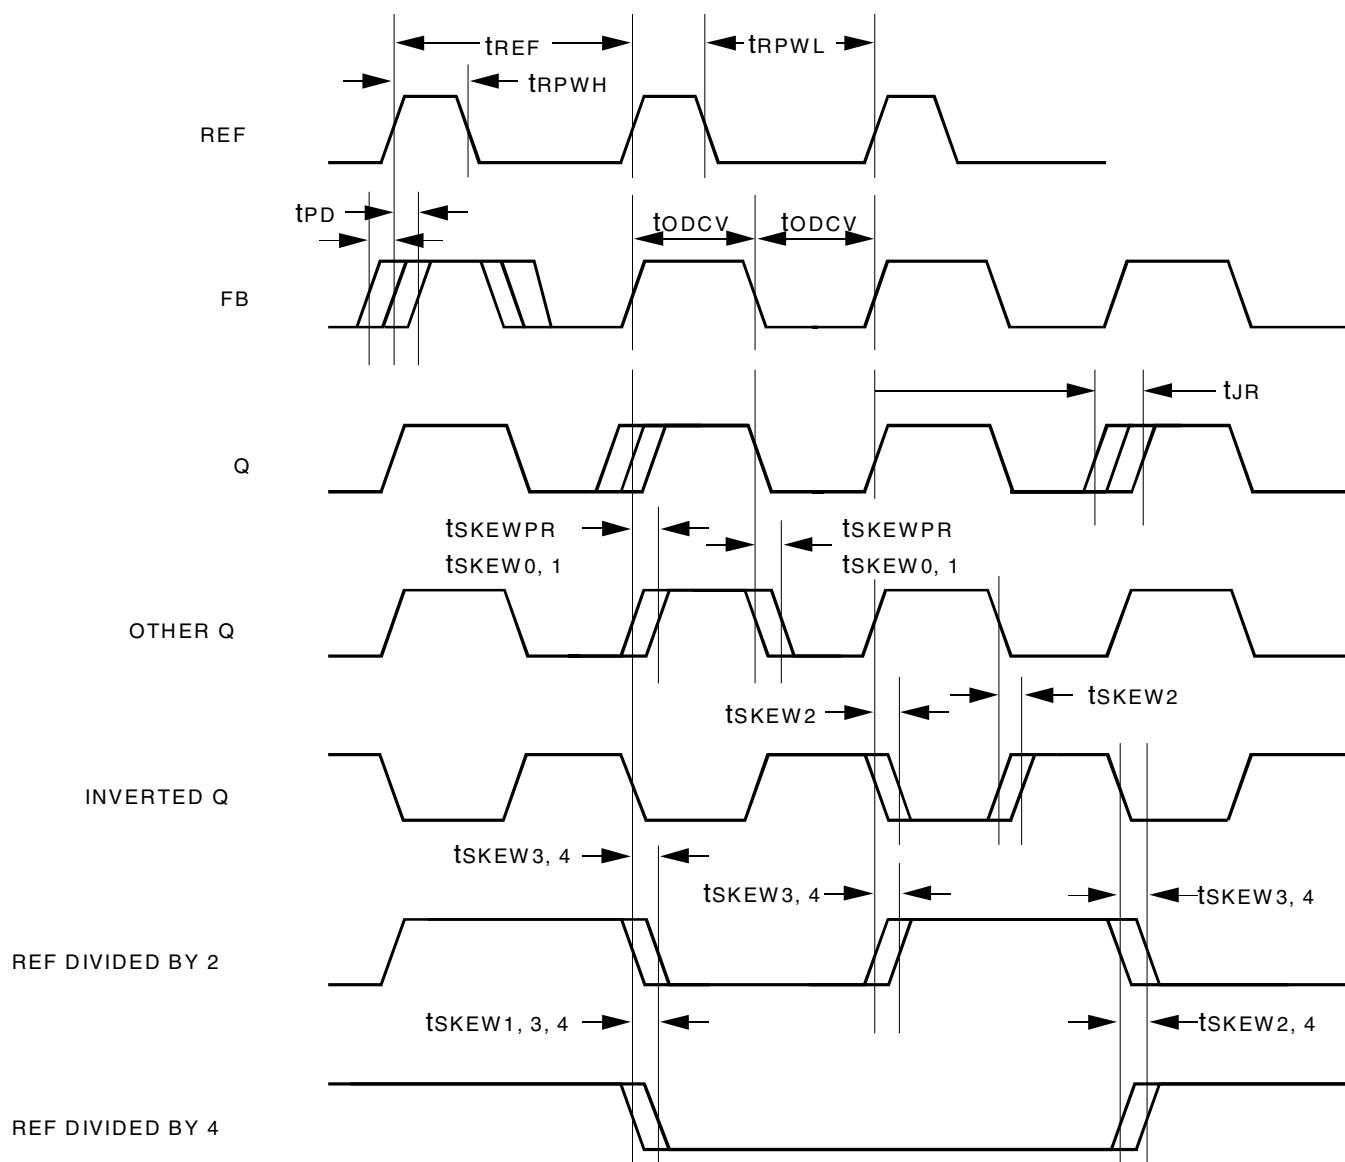 tREF
tRPWL
tRPWH
REF
tPD
tODCV
tODCV
FB
tJR
Q
tSKEWPR
tSKEW0, 1
tSKEWPR
tSKEW0, 1
OTHER Q
tSKEW2
tSKEW2
INVERTED Q
tSKEW3, 4
tSKEW3, 4
tSKEW3, 4
REF DIVIDED BY 2
tSKEW1, 3, 4
tSKEW2, 4
REF DIVIDED BY 4